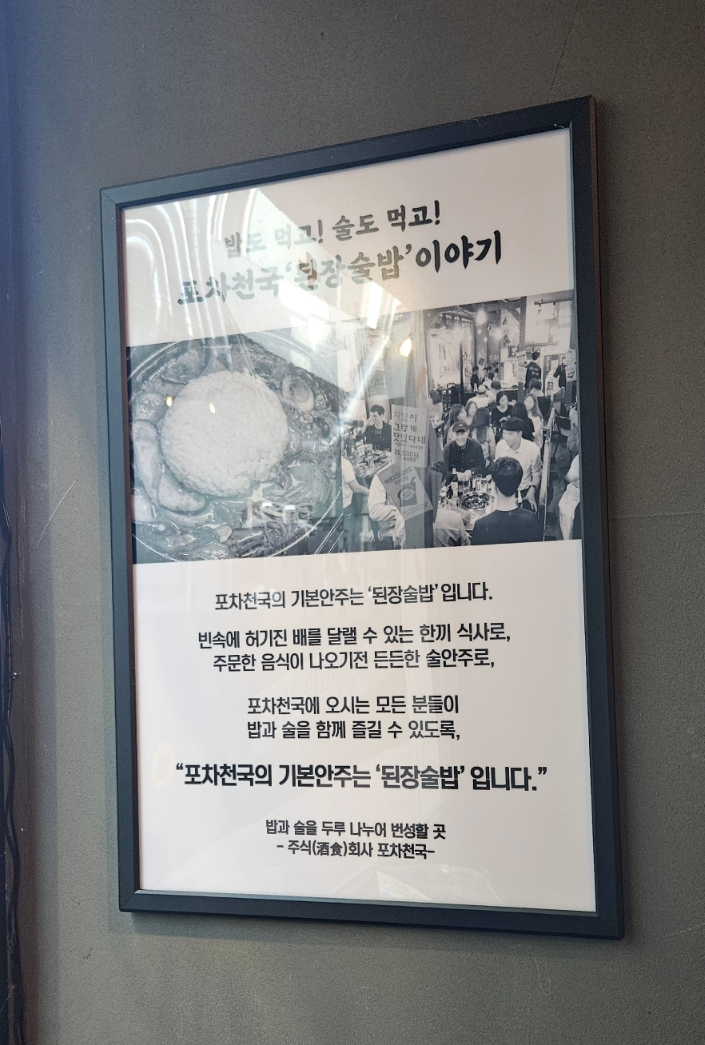 밥도 먹고! 술도 먹고!
포차천국 '된장술밥' 이야기
그렇게
맛있다네
포차천국의 기본안주는 '된장술밥' 입니다.
빈속에 허기진 배를 달랠 수 있는 한끼 식사로,
주문한 음식이 나오기전 든든한 술안주로,
포차천국에 오시는 모든 분들이
밥과 술을 함께 즐길 수 있도록,
"포차천국의 기본안주는 '된장술밥' 입니다."
밥과 술을 두루 나누어 번성할 곳
- 주식(酒食)회사 포차천국-